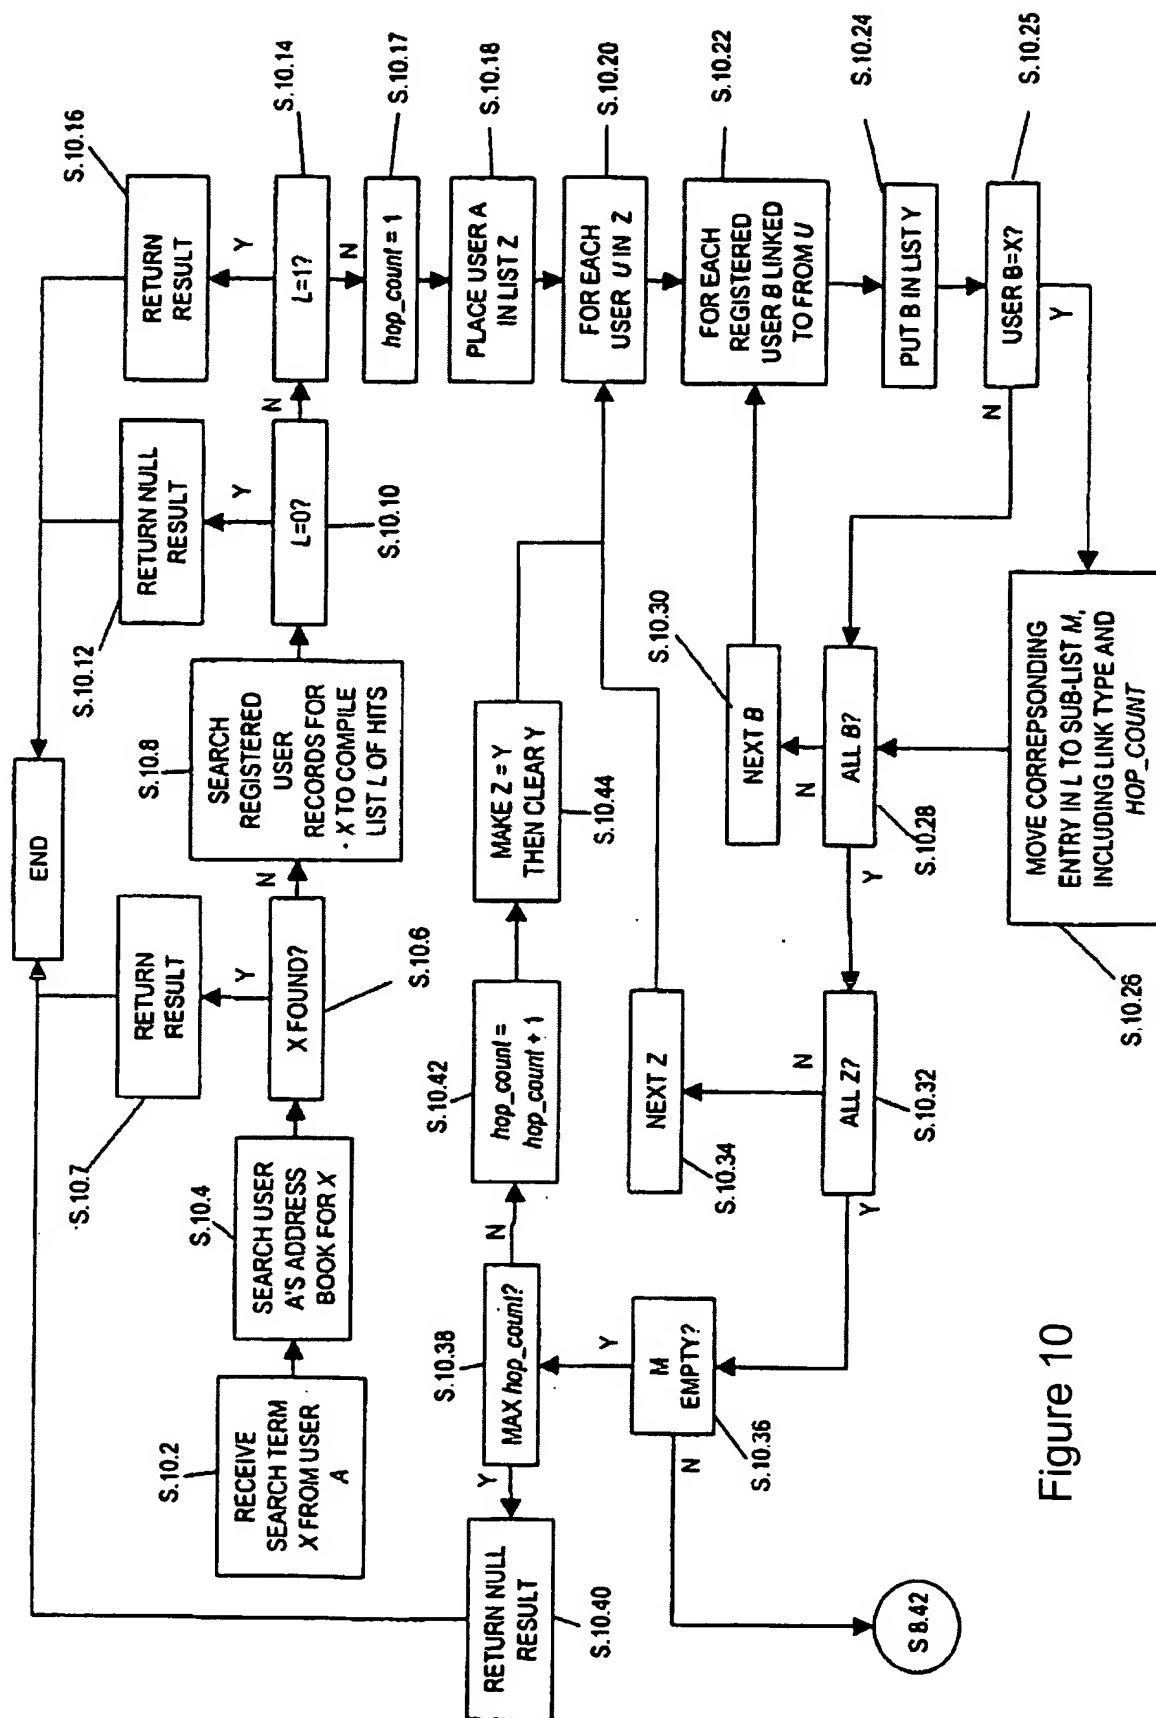 END
S.10.16
RETURN
RESULT
S.10.7
RETURN NULL
RESULT
S.10.12
RETURN
RESULT
S.10.2
RECEIVE
SEARCH TERM
X FROM USER
A
S.10.4
SEARCH USER
A'S ADDRESS
BOOK FOR X
X FOUND?
Y
N
S.10.6
S.10.8
SEARCH
REGISTERED
USER
RECORDS FOR
X TO COMPILE
LIST L OF HITS
L=0?
Y
N
S.10.10
L=1?
Y
N
S.10.14
hop_count = 1
S.10.17
PLACE USER A
IN LIST Z
S.10.18
FOR EACH
USER U IN Z
S.10.20
FOR EACH
REGISTERED
USER B LINKED
TO FROM U
S.10.22
PUT B IN LIST Y
S.10.24
USER B=X?
S.10.25
N
Y
RETURN NULL
RESULT
S.10.40
Y
S.10.38
MAX hop_count?
N
S.10.42
hop_count =
hop_count + 1
MAKE Z = Y
THEN CLEAR Y
S.10.44
S.10.30
NEXT B
N
ALL B?
S.10.28
Y
NEXT Z
S.10.34
N
ALL Z?
S.10.32
Y
M
EMPTY?
Y
S.10.36
N
S 8.42
MOVE CORREPSONDING
ENTRY IN L TO SUB-LIST M,
INCLUDING LINK TYPE AND
HOP_COUNT
S.10.26
Figure 10